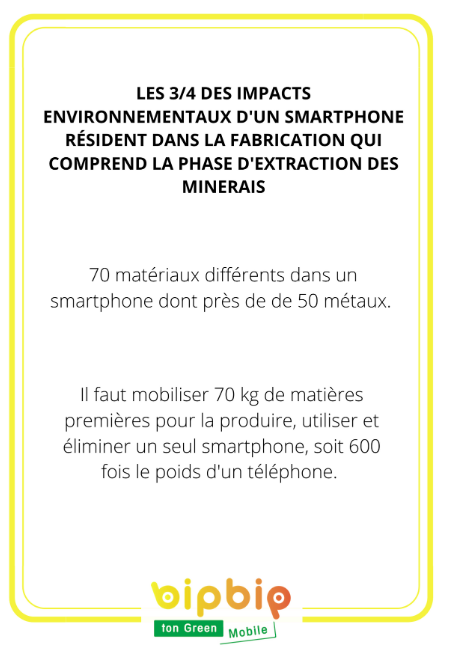 LES 3/4 DES IMPACTS
ENVIRONNEMENTAUX D'UN SMARTPHONE
RÉSIDENT DANS LA FABRICATION QUI
COMPREND LA PHASE D'EXTRACTION DES
MINERAIS
70 matériaux différents dans un
smartphone dont près de de 50 métaux.
Il faut mobiliser 70 kg de matières
premières pour la produire, utiliser et
éliminer un seul smartphone, soit 600
fois le poids d'un téléphone.
bipbip
ton Green Mobile